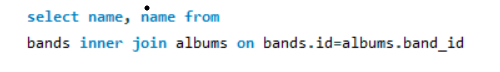 select name, name from
bands inner join albums on bands.id=albums.band_id